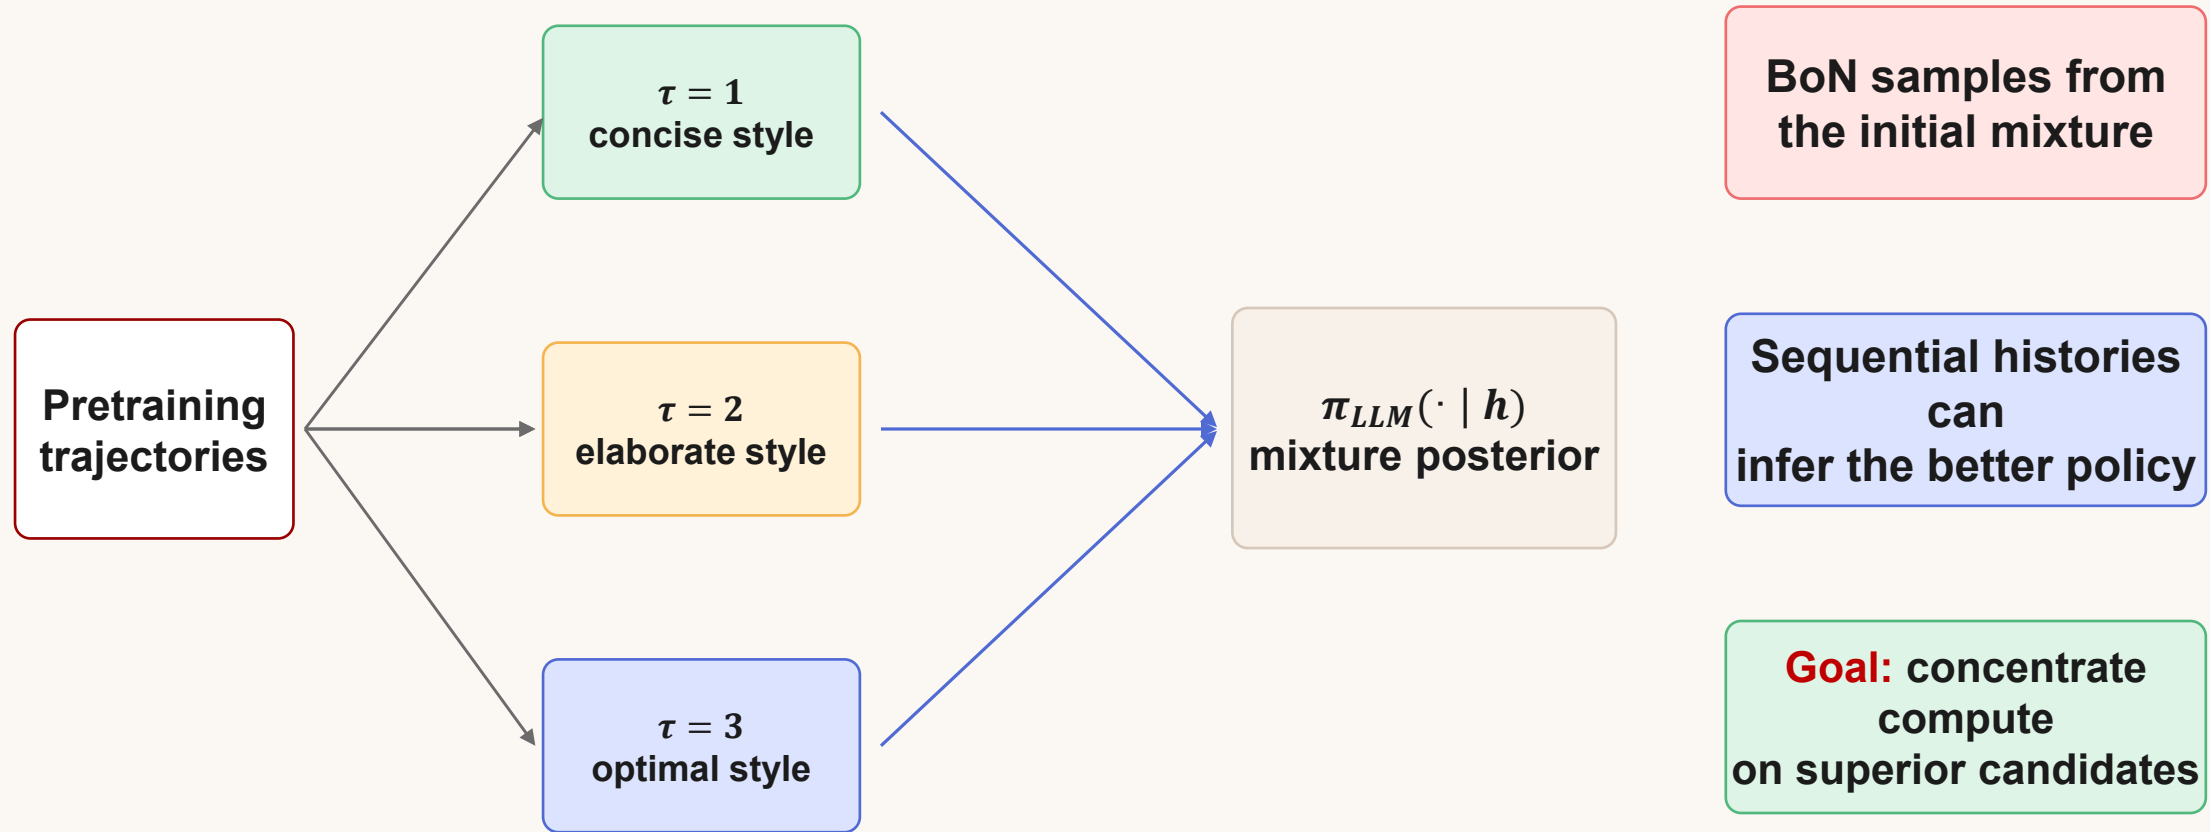 Pretraining
trajectories
τ = 1
concise style
τ = 2
elaborate style
τ = 3
optimal style
π_LLM(· | h)
mixture posterior
BoN samples from
the initial mixture
Sequential histories
can
infer the better policy
Goal: concentrate
compute
on superior candidates